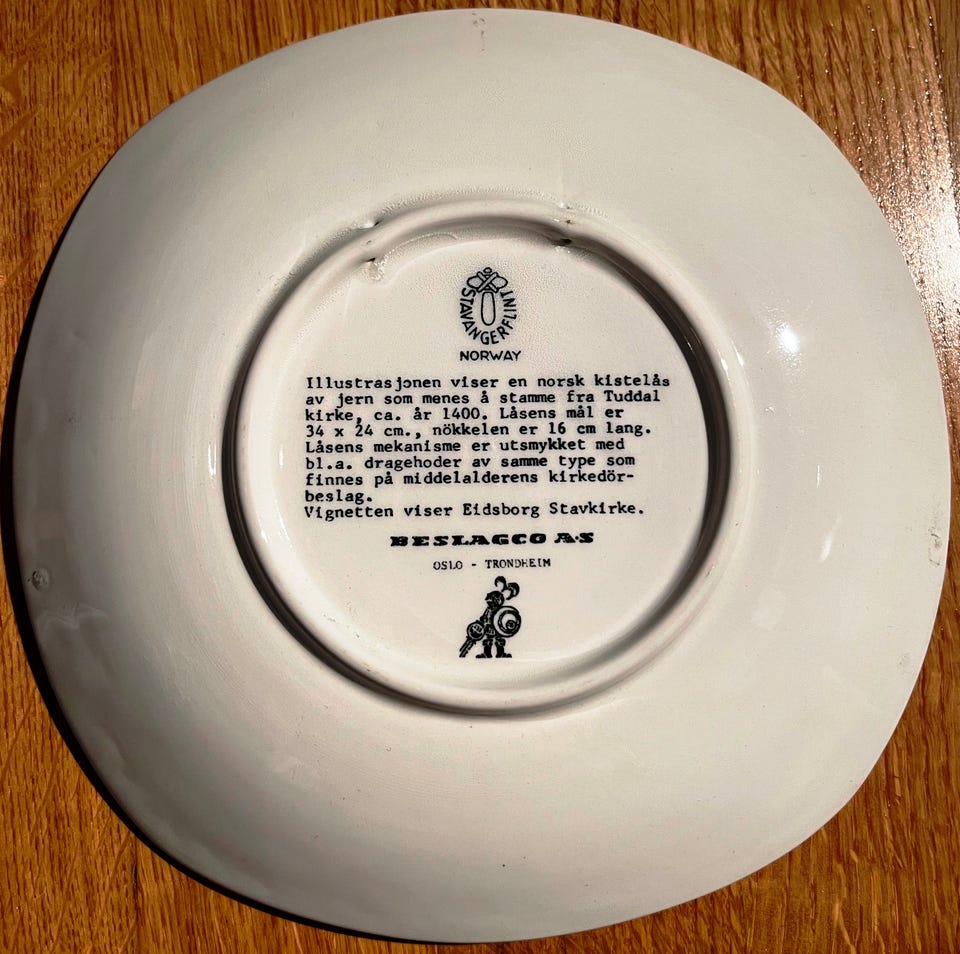 STAVANGERFLINT
NORWAY
Illustrasjonen viser en norsk kistelås
av jern som menes å stamme fra Tuddal
kirke, ca. år 1400. Låsens mål er
34 x 24 cm., nökkelen er 16 cm lang.
Låsens mekanisme er utsmykket med
bl.a. dragehoder av samme type som
finnes på middelalderens kirkedör-
beslag.
Vignetten viser Eidsborg Stavkirke.
BESLAGCO A·S
OSLO - TRONDHEIM